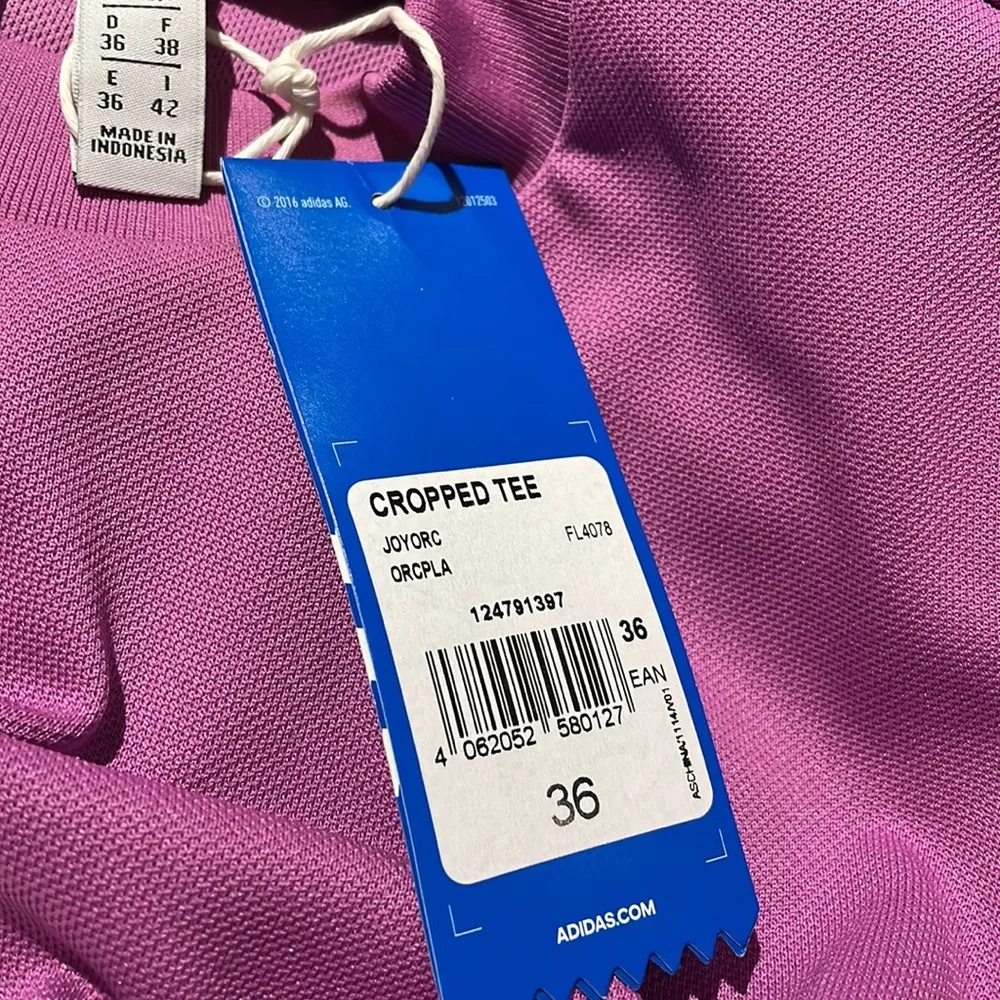 D F
36 38
E I
36 42
MADE IN
INDONESIA
© 2016 adidas AG.
CROPPED TEE
JOYORC FL4078
ORCPLA
124791397
36
EAN
4 062052 580127
36
ADIDAS.COM